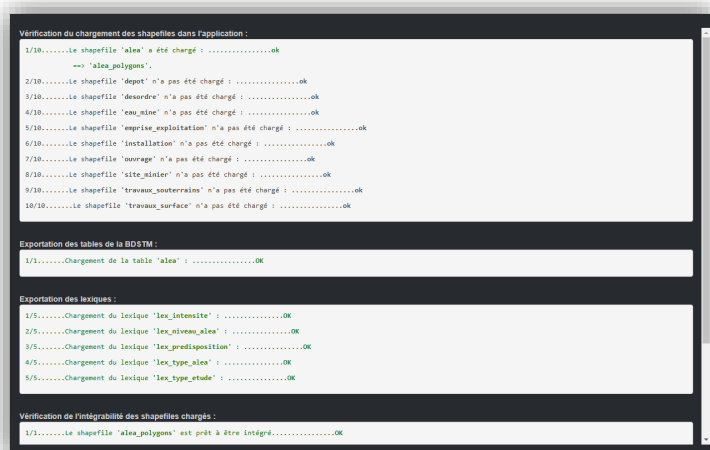 Vérification du chargement des shapefiles dans l'application :
1/10.......Le shapefile 'alea' a été chargé : ................ok
==> 'alea_polygons'.
2/10.......Le shapefile 'depot' n'a pas été chargé : ................ok
3/10.......Le shapefile 'desordre' n'a pas été chargé : ................ok
4/10.......Le shapefile 'eau_mine' n'a pas été chargé : ................ok
5/10.......Le shapefile 'emprise_exploitation' n'a pas été chargé : ................ok
6/10.......Le shapefile 'installation' n'a pas été chargé : ................ok
7/10.......Le shapefile 'ouvrage' n'a pas été chargé : ................ok
8/10.......Le shapefile 'site_minier' n'a pas été chargé : ................ok
9/10.......Le shapefile 'travaux_souterrains' n'a pas été chargé : ................ok
10/10.......Le shapefile 'travaux_surface' n'a pas été chargé : ................ok
Exportation des tables de la BDSTM :
1/1.......Chargement de la table 'alea' : ................OK
Exportation des lexiques :
1/5.......Chargement du lexique 'lex_intensite' : ...............OK
2/5.......Chargement du lexique 'lex_niveau_alea' : ...............OK
3/5.......Chargement du lexique 'lex_predisposition' : ...............OK
4/5.......Chargement du lexique 'lex_type_alea' : ...............OK
5/5.......Chargement du lexique 'lex_type_etude' : ...............OK
Vérification de l'intégrabilité des shapefiles chargés :
1/1.......Le shapefile 'alea_polygons' est prêt à être intégré................OK